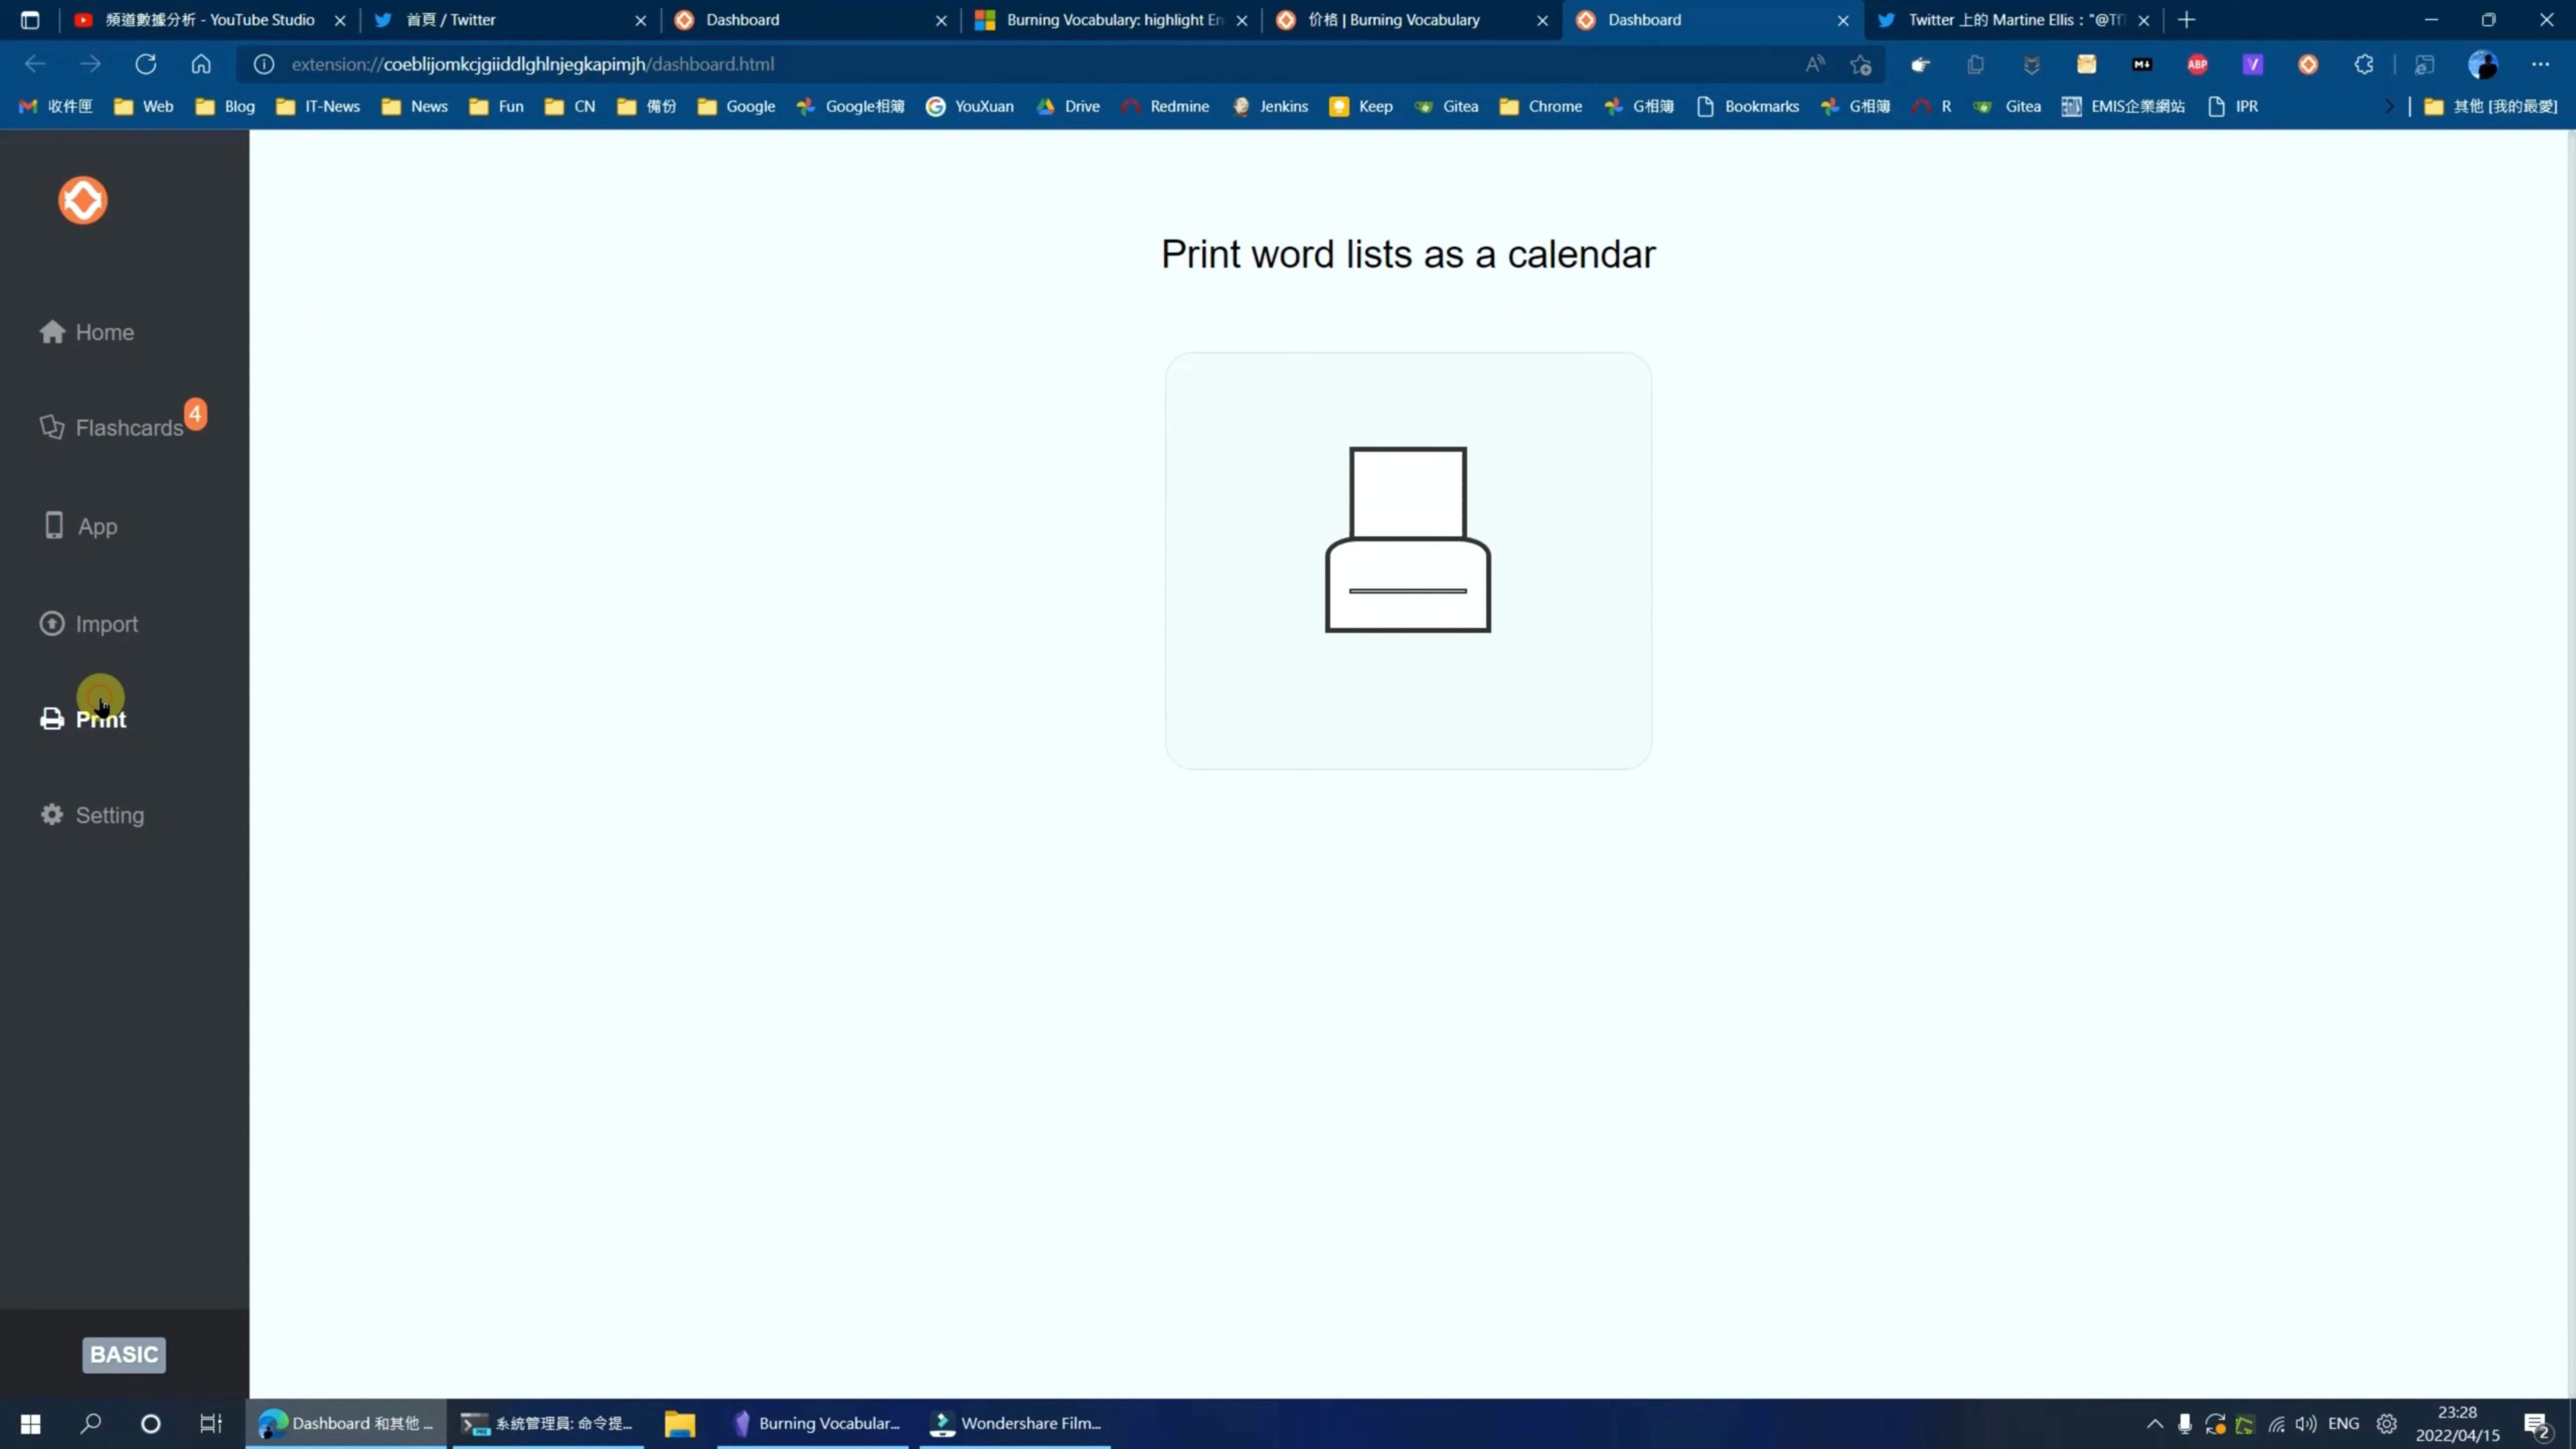 頻道數據分析 - YouTube Studio
首頁 / Twitter
Dashboard
Burning Vocabulary: highlight En
价格 | Burning Vocabulary
Dashboard
Twitter 上的 Martine Ellis："@Tf
extension://coeblijomkcjgiiddlghlnjegkapimjh/dashboard.html
M↓
ABP
V
收件匣
Web
Blog
IT-News
News
Fun
CN
備份
Google
Google相簿
YouXuan
Drive
Redmine
Jenkins
Keep
Gitea
Chrome
G相簿
Bookmarks
G相簿
R
Gitea
EMIS企業網站
IPR
其他 [我的最愛]
Home
Flashcards
4
App
Import
Print
Setting
BASIC
Print word lists as a calendar
Dashboard 和其他 ...
系統管理員: 命令提...
Burning Vocabular...
Wondershare Film...
ENG
23:28
2022/04/15
2